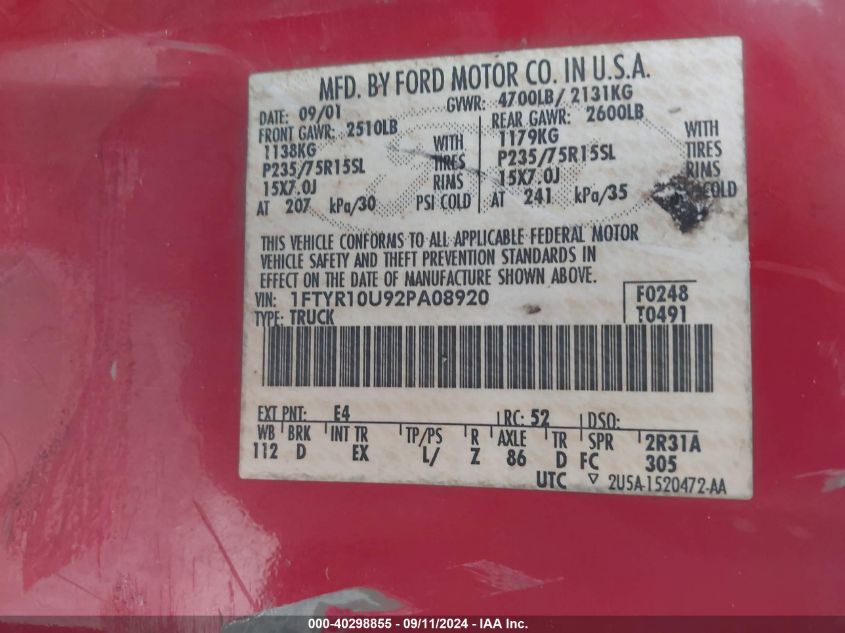 MFD. BY FORD MOTOR CO. IN U.S.A.
DATE: 09/01 GVWR: 4700LB/ 2131KG
FRONT GAWR: 2510LB REAR GAWR: 2600LB
1138KG WITH 1179KG WITH
P235/75R15SL TIRES P235/75R15SL TIRES
15X7.0J RIMS 15X7.0J RIMS
AT 207 kPa/30 PSI COLD AT 241 kPa/35 COLD
THIS VEHICLE CONFORMS TO ALL APPLICABLE FEDERAL MOTOR
VEHICLE SAFETY AND THEFT PREVENTION STANDARDS IN
EFFECT ON THE DATE OF MANUFACTURE SHOWN ABOVE.
VIN: 1FTYR10U92PA08920 F0248
TYPE: TRUCK T0491
EXT PNT: E4 RC: 52 DSO:
WB BRK INT TR TP/PS R AXLE TR SPR 2R31A
112 D EX L/ Z 86 D FC 305
UTC ▽ 2U5A-1520472-AA
000-40298855 - 09/11/2024 - IAA Inc.